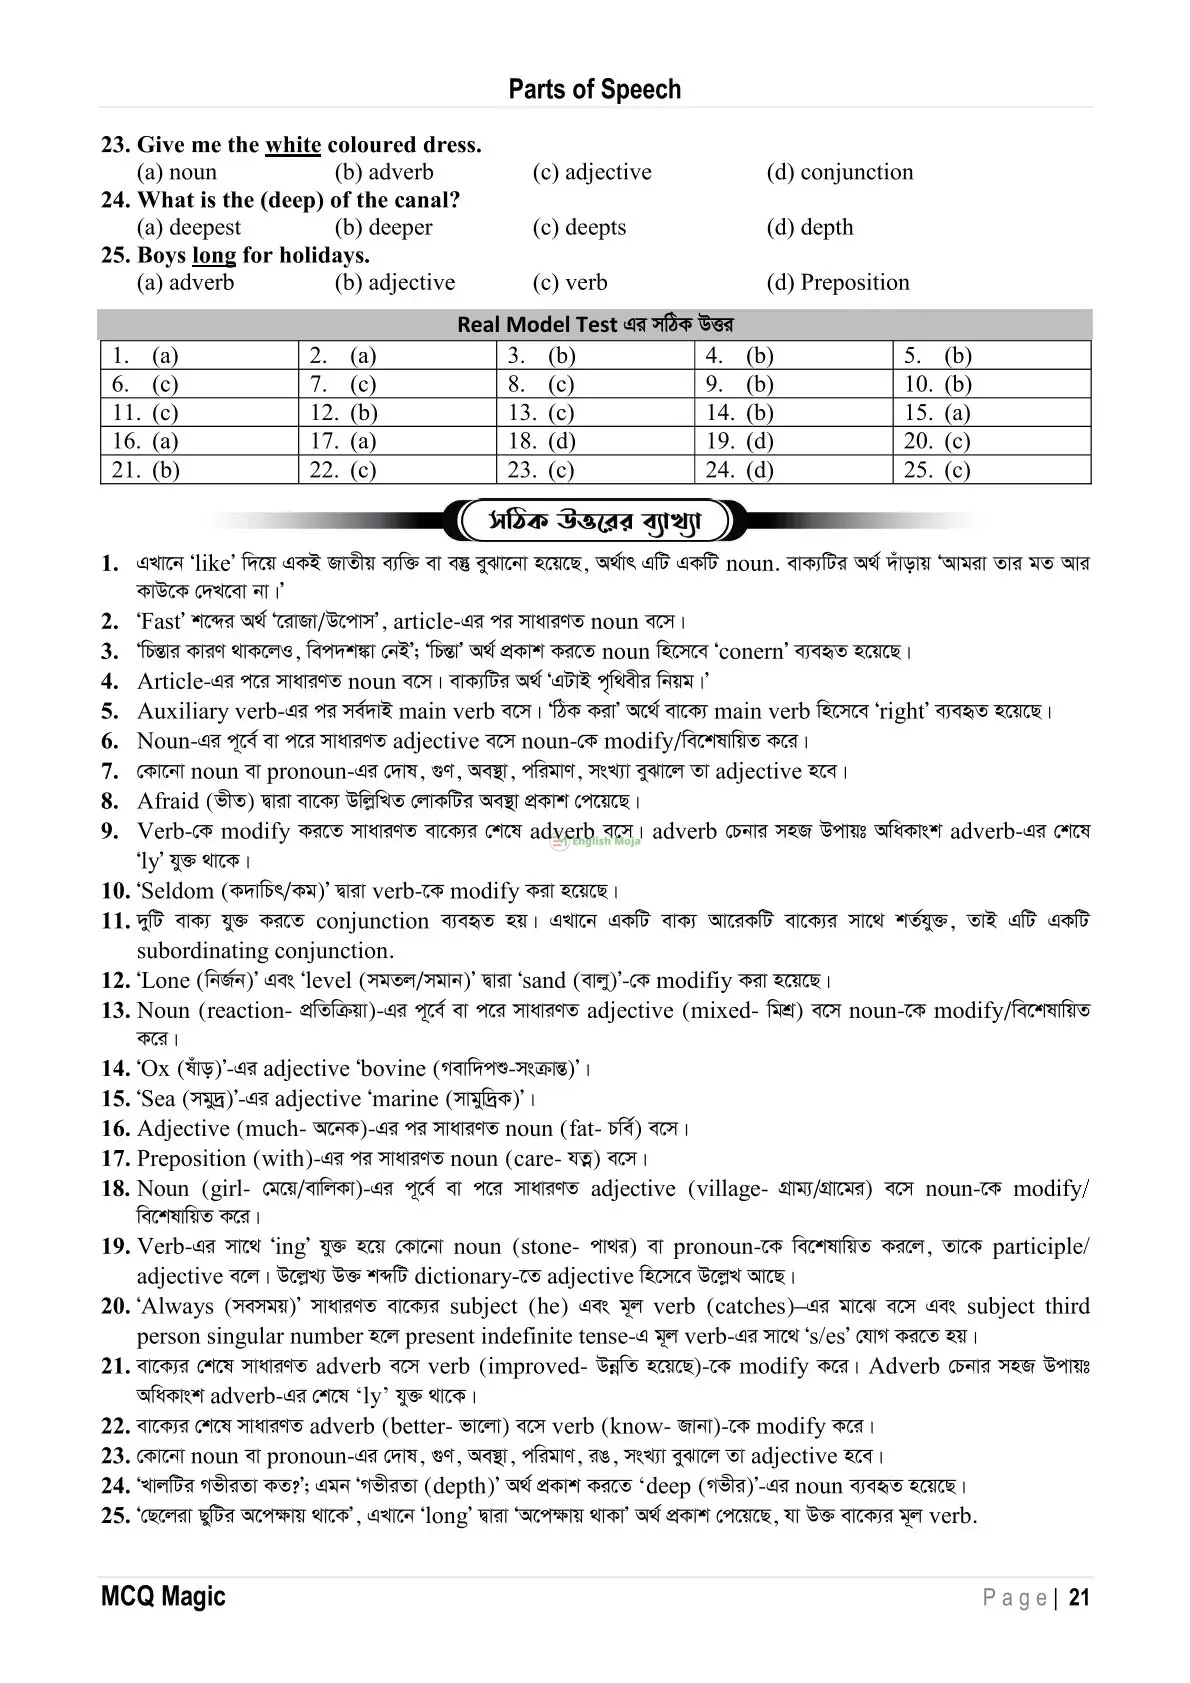 Parts of Speech
23. Give me the white coloured dress.
(a) noun (b) adverb (c) adjective (d) conjunction
24. What is the (deep) of the canal?
(a) deepest (b) deeper (c) deepts (d) depth
25. Boys long for holidays.
(a) adverb (b) adjective (c) verb (d) Preposition
Real Model Test এর সঠিক উত্তর
1. (a) 2. (a) 3. (b) 4. (b) 5. (b)
6. (c) 7. (c) 8. (c) 9. (b) 10. (b)
11. (c) 12. (b) 13. (c) 14. (b) 15. (a)
16. (a) 17. (a) 18. (d) 19. (d) 20. (c)
21. (b) 22. (c) 23. (c) 24. (d) 25. (c)
সঠিক উত্তরের ব্যাখ্যা
1. এখানে ‘like’ দিয়ে একই জাতীয় ব্যক্তি বা বস্তু বুঝানো হয়েছে, অর্থাৎ এটি একটি noun. বাক্যটির অর্থ দাঁড়ায় ‘আমরা তার মত আর
কাউকে দেখবো না।’
2. ‘Fast’ শব্দের অর্থ ‘রোজা/উপোস’, article-এর পর সাধারণত noun বসে।
3. ‘চিন্তার কারণ থাকলেও, বিপদশঙ্কা নেই’; ‘চিন্তা’ অর্থ প্রকাশ করতে noun হিসেবে ‘conern’ ব্যবহৃত হয়েছে।
4. Article-এর পরে সাধারণত noun বসে। বাক্যটির অর্থ ‘এটাই পৃথিবীর নিয়ম।’
5. Auxiliary verb-এর পর সর্বদাই main verb বসে। ‘ঠিক করা’ অর্থে বাক্যে main verb হিসেবে ‘right’ ব্যবহৃত হয়েছে।
6. Noun-এর পূর্বে বা পরে সাধারণত adjective বসে noun-কে modify/বিশেষায়িত করে।
7. কোনো noun বা pronoun-এর দোষ, গুণ, অবস্থা, পরিমাণ, সংখ্যা বুঝালে তা adjective হবে।
8. Afraid (ভীত) দ্বারা বাক্যে উল্লিখিত লোকটির অবস্থা প্রকাশ পেয়েছে।
9. Verb-কে modify করতে সাধারণত বাক্যের শেষে adverb বসে। adverb চেনার সহজ উপায়ঃ অধিকাংশ adverb-এর শেষে
English Moja
‘ly’ যুক্ত থাকে।
10. ‘Seldom (কদাচিৎ/কম)’ দ্বারা verb-কে modify করা হয়েছে।
11. দুটি বাক্য যুক্ত করতে conjunction ব্যবহৃত হয়। এখানে একটি বাক্য আরেকটি বাক্যের সাথে শর্তযুক্ত, তাই এটি একটি
subordinating conjunction.
12. ‘Lone (নির্জন)’ এবং ‘level (সমতল/সমান)’ দ্বারা ‘sand (বালু)’-কে modifiy করা হয়েছে।
13. Noun (reaction- প্রতিক্রিয়া)-এর পূর্বে বা পরে সাধারণত adjective (mixed- মিশ্র) বসে noun-কে modify/বিশেষায়িত
করে।
14. ‘Ox (ষাঁড়)’-এর adjective ‘bovine (গবাদিপশু-সংক্রান্ত)’।
15. ‘Sea (সমুদ্র)’-এর adjective ‘marine (সামুদ্রিক)’।
16. Adjective (much- অনেক)-এর পর সাধারণত noun (fat- চর্বি) বসে।
17. Preposition (with)-এর পর সাধারণত noun (care- যত্ন) বসে।
18. Noun (girl- মেয়ে/বালিকা)-এর পূর্বে বা পরে সাধারণত adjective (village- গ্রাম্য/গ্রামের) বসে noun-কে modify/
বিশেষায়িত করে।
19. Verb-এর সাথে ‘ing’ যুক্ত হয়ে কোনো noun (stone- পাথর) বা pronoun-কে বিশেষায়িত করলে, তাকে participle/
adjective বলে। উল্লেখ্য উক্ত শব্দটি dictionary-তে adjective হিসেবে উল্লেখ আছে।
20. ‘Always (সবসময়)’ সাধারণত বাক্যের subject (he) এবং মূল verb (catches)–এর মাঝে বসে এবং subject third
person singular number হলে present indefinite tense-এ মূল verb-এর সাথে ‘s/es’ যোগ করতে হয়।
21. বাক্যের শেষে সাধারণত adverb বসে verb (improved- উন্নতি হয়েছে)-কে modify করে। Adverb চেনার সহজ উপায়ঃ
অধিকাংশ adverb-এর শেষে ‘ly’ যুক্ত থাকে।
22. বাক্যের শেষে সাধারণত adverb (better- ভালো) বসে verb (know- জানা)-কে modify করে।
23. কোনো noun বা pronoun-এর দোষ, গুণ, অবস্থা, পরিমাণ, রঙ, সংখ্যা বুঝালে তা adjective হবে।
24. ‘খালটির গভীরতা কত?’; এমন ‘গভীরতা (depth)’ অর্থ প্রকাশ করতে ‘deep (গভীর)’-এর noun ব্যবহৃত হয়েছে।
25. ‘ছেলেরা ছুটির অপেক্ষায় থাকে’, এখানে ‘long’ দ্বারা ‘অপেক্ষায় থাকা’ অর্থ প্রকাশ পেয়েছে, যা উক্ত বাক্যের মূল verb.
MCQ Magic Page| 21